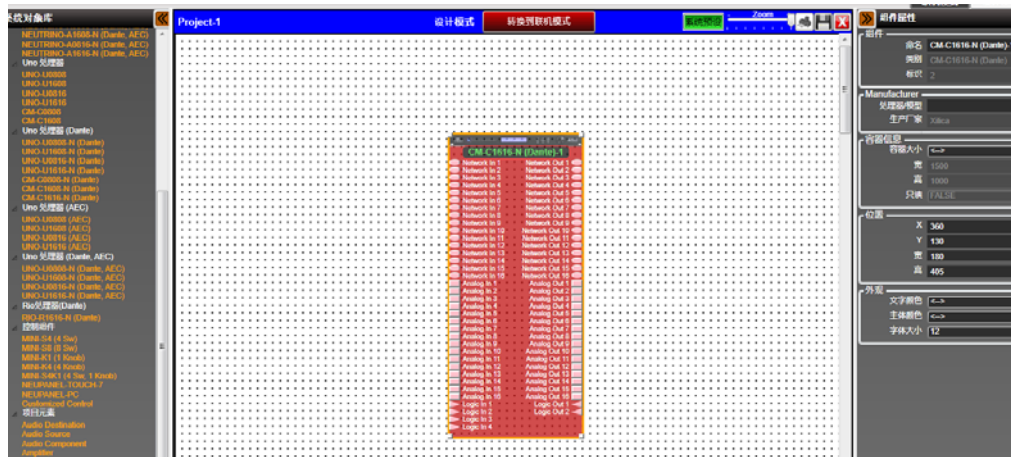 统对象库
NEUTRINO-A1608-N (Dante, AEC)
NEUTRINO-A0816-N (Dante, AEC)
NEUTRINO-A1616-N (Dante, AEC)
Uno 处理器
UNO-U0808
UNO-U1608
UNO-U0816
UNO-U1616
CM-C0808
CM-C1608
Uno 处理器 (Dante)
UNO-U0808-N (Dante)
UNO-U1608-N (Dante)
UNO-U0816-N (Dante)
UNO-U1616-N (Dante)
CM-C0808-N (Dante)
CM-C1608-N (Dante)
CM-C1616-N (Dante)
Uno 处理器 (AEC)
UNO-U0808 (AEC)
UNO-U1608 (AEC)
UNO-U0816 (AEC)
UNO-U1616 (AEC)
Uno 处理器 (Dante, AEC)
UNO-U0808-N (Dante, AEC)
UNO-U1608-N (Dante, AEC)
UNO-U0816-N (Dante, AEC)
UNO-U1616-N (Dante, AEC)
Rio处理器(Dante)
RIO-R1616-N (Dante)
控制组件
MINI-S4 (4 Sw)
MINI-S8 (8 Sw)
MINI-K1 (1 Knob)
MINI-K4 (4 Knob)
MINI-S4K1 (4 Sw, 1 Knob)
NEUPANEL-TOUCH-7
NEUPANEL-PC
Customized Control
项目元素
Audio Destination
Audio Source
Audio Component
Amplifier
Project-1
设计模式
转换到联机模式
系统预设
Zoom
CM-C1616-N (Dante)-1
Network In 1 Network Out 1
Network In 2 Network Out 2
Network In 3 Network Out 3
Network In 4 Network Out 4
Network In 5 Network Out 5
Network In 6 Network Out 6
Network In 7 Network Out 7
Network In 8 Network Out 8
Network In 9 Network Out 9
Network In 10 Network Out 10
Network In 11 Network Out 11
Network In 12 Network Out 12
Network In 13 Network Out 13
Network In 14 Network Out 14
Network In 15 Network Out 15
Network In 16 Network Out 16
Analog In 1 Analog Out 1
Analog In 2 Analog Out 2
Analog In 3 Analog Out 3
Analog In 4 Analog Out 4
Analog In 5 Analog Out 5
Analog In 6 Analog Out 6
Analog In 7 Analog Out 7
Analog In 8 Analog Out 8
Analog In 9 Analog Out 9
Analog In 10 Analog Out 10
Analog In 11 Analog Out 11
Analog In 12 Analog Out 12
Analog In 13 Analog Out 13
Analog In 14 Analog Out 14
Analog In 15 Analog Out 15
Analog In 16 Analog Out 16
Logic In 1 Logic Out 1
Logic In 2 Logic Out 2
Logic In 3
Logic In 4
组件属性
组件
命名 CM-C1616-N (Dante)-
类别 CM-C1616-N (Dante)
标识 2
Manufacturer
处理器/模型
生产厂家 Xilica
容器信息
容器大小 <-->
宽 1500
高 1000
只读 FALSE
位置
X 360
Y 130
宽 180
高 405
外观
文字颜色 <-->
主体颜色 <-->
字体大小 12